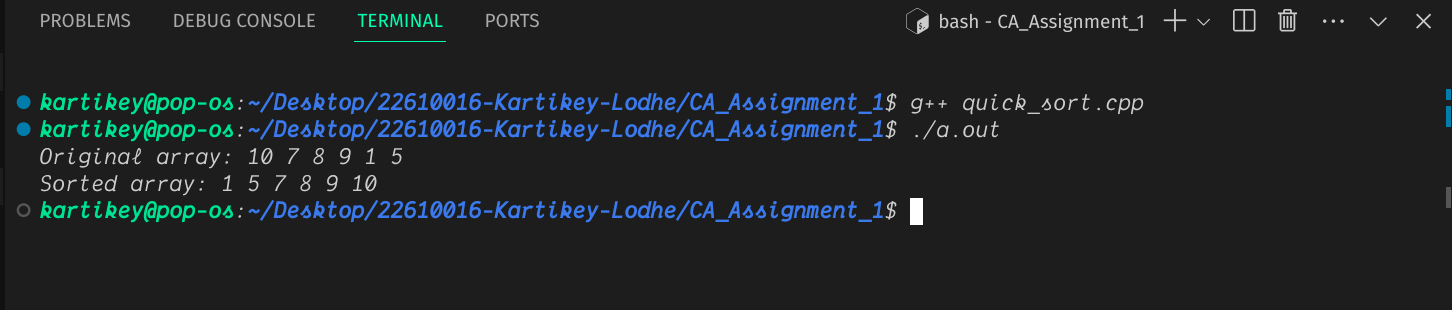 PROBLEMS DEBUG CONSOLE TERMINAL PORTS bash - CA_Assignment_1
kartikey@pop-os:~/Desktop/22610016-Kartikey-Lodhe/CA_Assignment_1$ g++ quick_sort.cpp
kartikey@pop-os:~/Desktop/22610016-Kartikey-Lodhe/CA_Assignment_1$ ./a.out
Original array: 10 7 8 9 1 5
Sorted array: 1 5 7 8 9 10
kartikey@pop-os:~/Desktop/22610016-Kartikey-Lodhe/CA_Assignment_1$